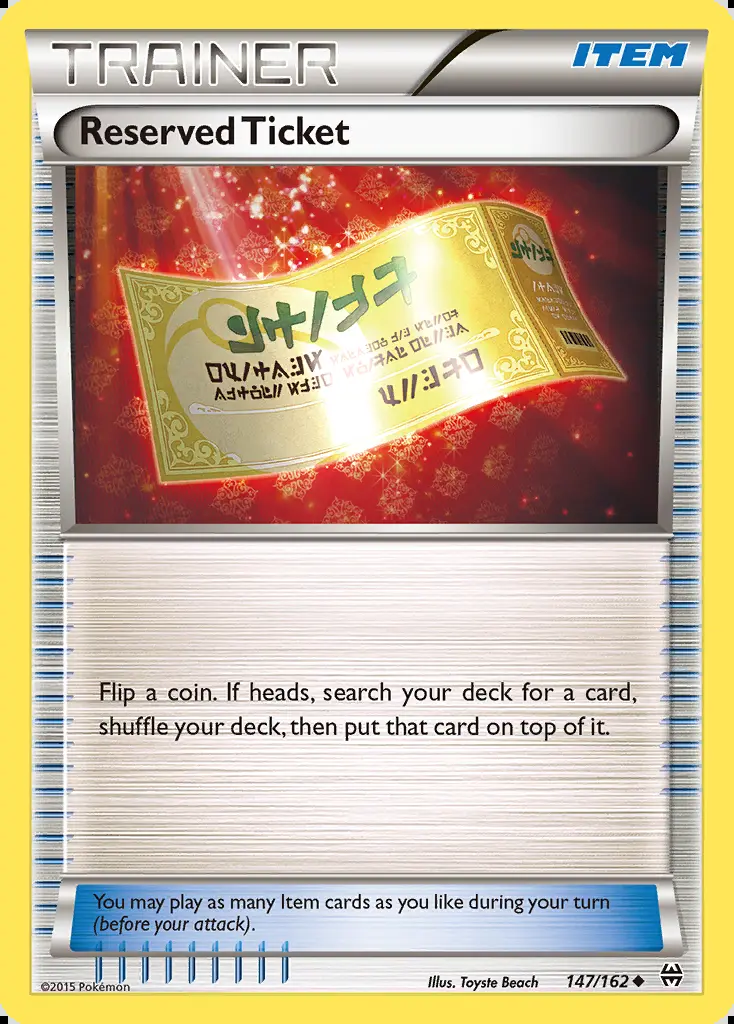 TRAINER
ITEM
Reserved Ticket
Flip a coin. If heads, search your deck for a card,
shuffle your deck, then put that card on top of it.
You may play as many Item cards as you like during your turn
(before your attack).
©2015 Pokémon
Illus. Toyste Beach
147/162